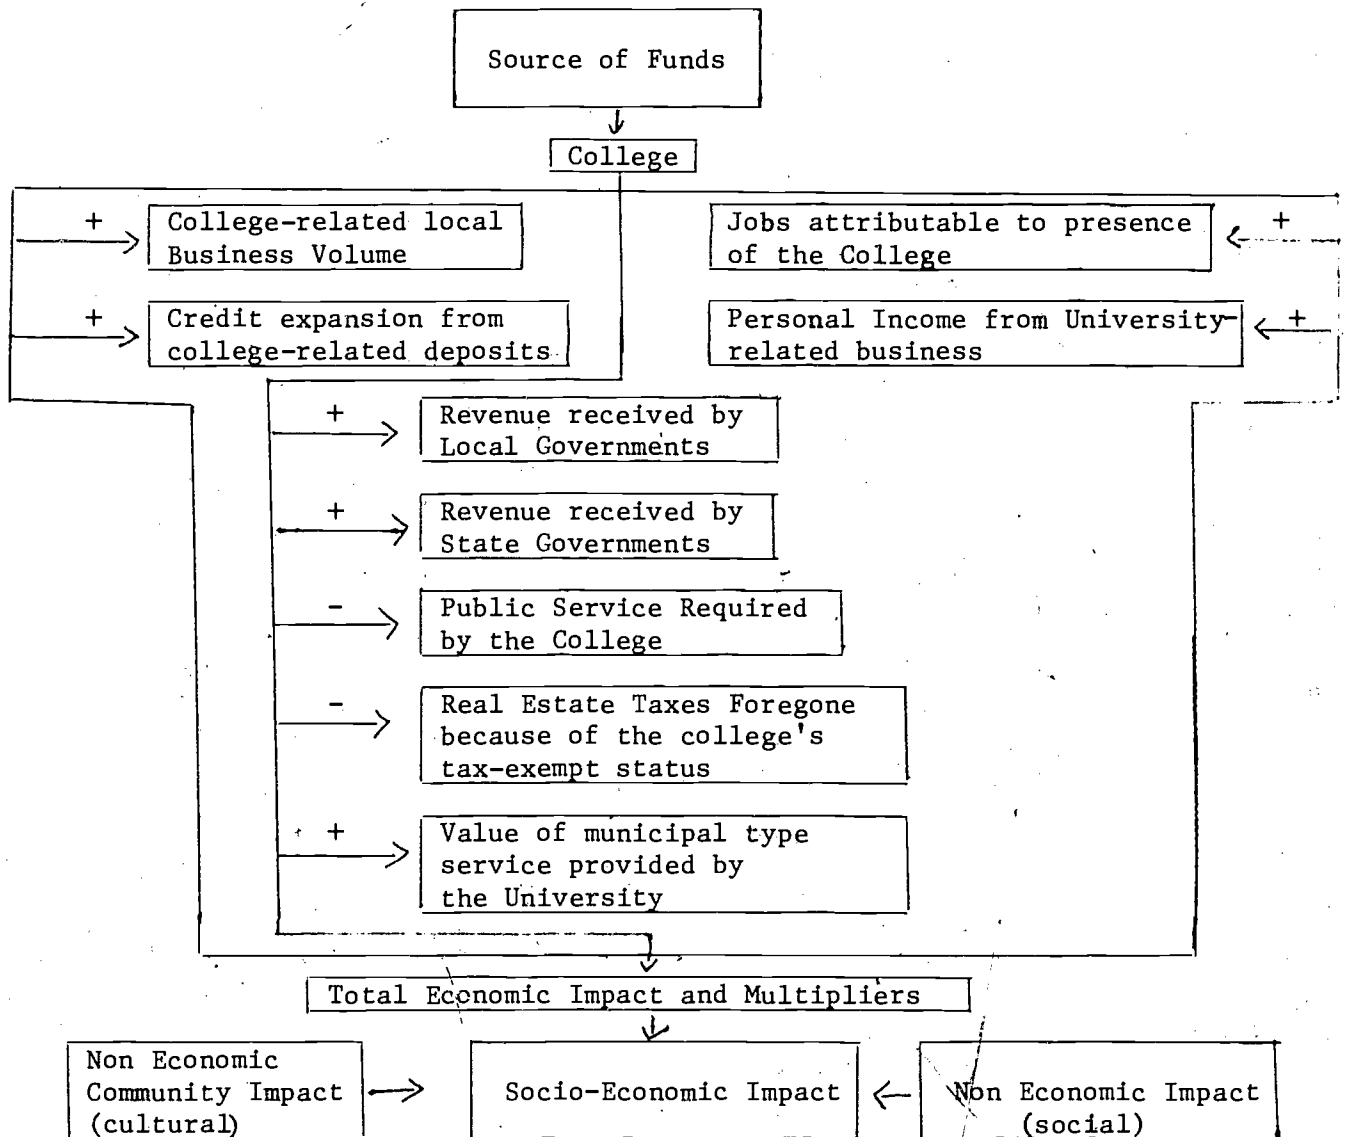 Source of Funds
College
+
College-related local
Business Volume
Jobs attributable to presence
of the College
+
+
Credit expansion from
college-related deposits
Personal Income from University-
related business
+
+
Revenue received by
Local Governments
+
Revenue received by
State Governments
-
Public Service Required
by the College
-
Real Estate Taxes Foregone
because of the college's
tax-exempt status
+
Value of municipal type
service provided by
the University
Total Economic Impact and Multipliers
Non Economic
Community Impact
(cultural)
Socio-Economic Impact
Non Economic Impact
(social)